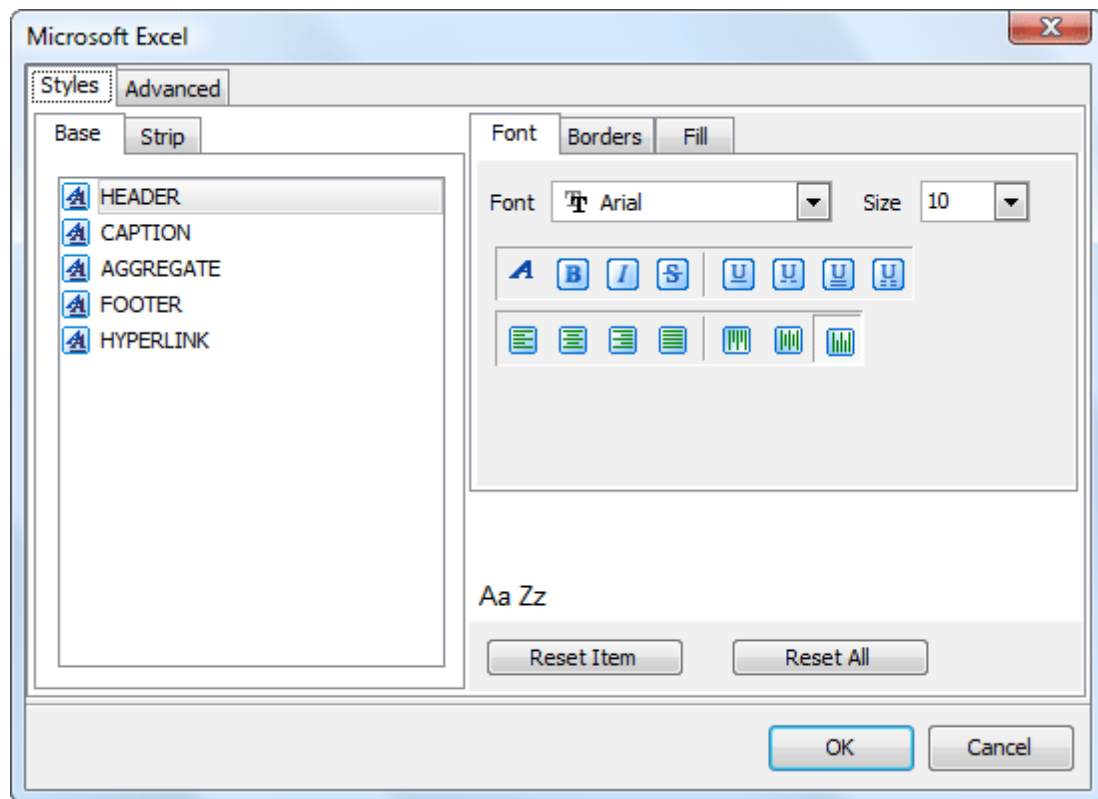 Microsoft Excel
Styles Advanced
Base Strip
HEADER
CAPTION
AGGREGATE
FOOTER
HYPERLINK
Font Borders Fill
Font Arial Size 10
Aa Zz
Reset Item Reset All
OK Cancel